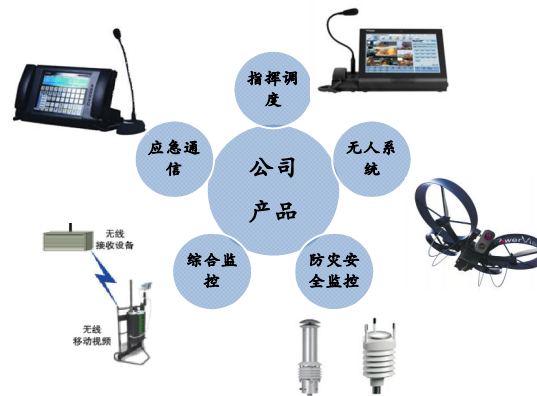 指挥调
度
应急通
信
无人系
统
公司
产品
无线
接收设备
综合监
控
防灾安
全监控
无线
移动视频